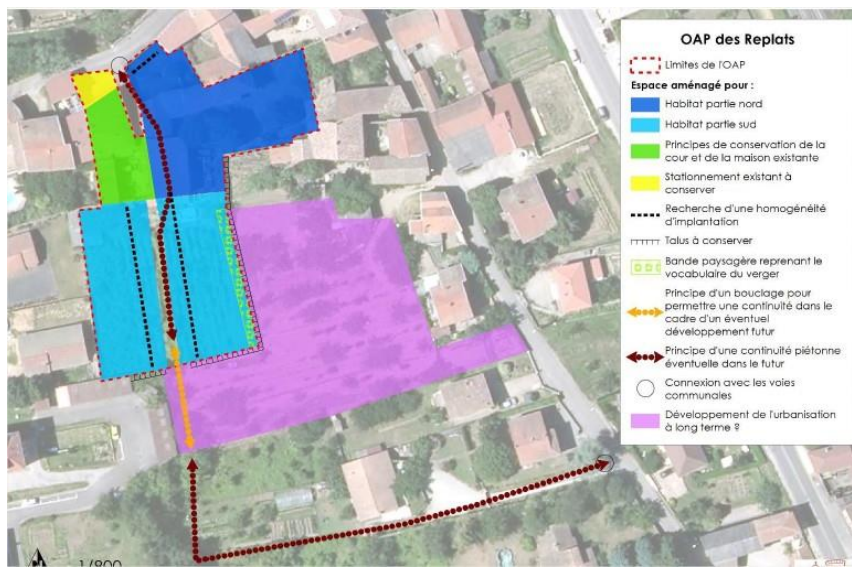 OAP des Replats
Limites de l'OAP
Espace aménagé pour :
Habitat partie nord
Habitat partie sud
Principes de conservation de la
cour et de la maison existante
Stationnement existant à
conserver
Recherche d'une homogénéité
d'implantation
Talus à conserver
Bande paysagère reprenant le
vocabulaire du verger
Principe d'un bouclage pour
permettre une continuité dans le
cadre d'un éventuel
développement futur
Principe d'une continuité piétonne
éventuelle dans le futur
Connexion avec les voies
communales
Développement de l'urbanisation
à long terme ?
1/800